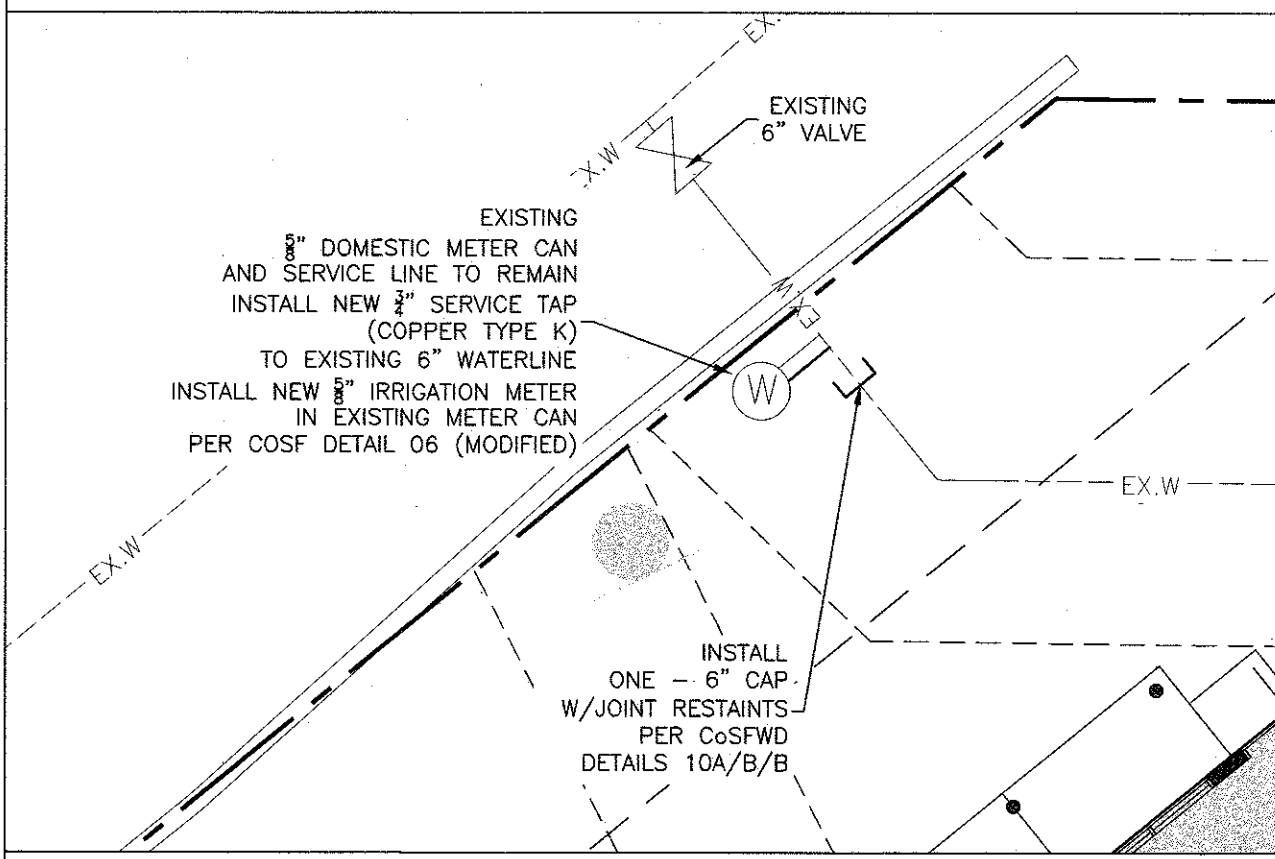 EX.
EXISTING
6" VALVE
X.W
EXISTING
5/8" DOMESTIC METER CAN
AND SERVICE LINE TO REMAIN
INSTALL NEW 3/4" SERVICE TAP
(COPPER TYPE K)
TO EXISTING 6" WATERLINE
INSTALL NEW 5/8" IRRIGATION METER
IN EXISTING METER CAN
PER COSF DETAIL 06 (MODIFIED)
EX.W
W
EX.W
EX.W
INSTALL
ONE - 6" CAP
W/JOINT RESTAINTS
PER CoSFWD
DETAILS 10A/B/B